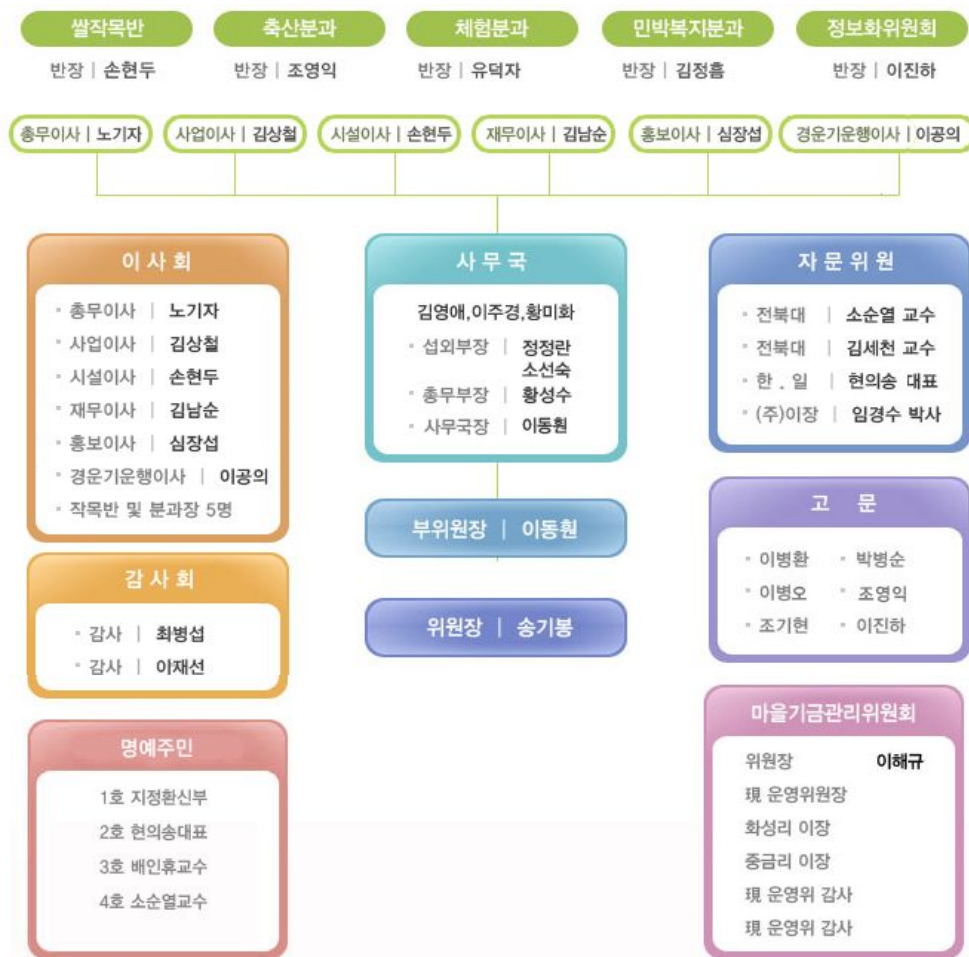 쌀작목반 축산분과 체험분과 민박복지분과 정보화위원회
반장 | 손현두 반장 | 조영익 반장 | 유덕자 반장 | 김정흠 반장 | 이진하
총무이사 | 노기자 사업이사 | 김상철 시설이사 | 손현두 재무이사 | 김남순 홍보이사 | 심장섭 경운기운행이사 | 이공의
이사회
총무이사 | 노기자
사업이사 | 김상철
시설이사 | 손현두
재무이사 | 김남순
홍보이사 | 심장섭
경운기운행이사 | 이공의
작목반 및 분과장 5명
감사회
감사 | 최병섭
감사 | 이재선
명예주민
1호 지정환신부
2호 현의송대표
3호 배인휴교수
4호 소순열교수
사무국
김영애,이주경,황미화
섭외부장 | 정정란
소선숙
총무부장 | 황성수
사무국장 | 이동훤
부위원장 | 이동훤
위원장 | 송기봉
자문위원
전북대 | 소순열 교수
전북대 | 김세천 교수
한 . 일 | 현의송 대표
(주)이장 | 임경수 박사
고 문
이병환 박병순
이병오 조영익
조기현 이진하
마을기금관리위원회
위원장 이해규
現 운영위원장
화성리 이장
중금리 이장
現 운영위 감사
現 운영위 감사